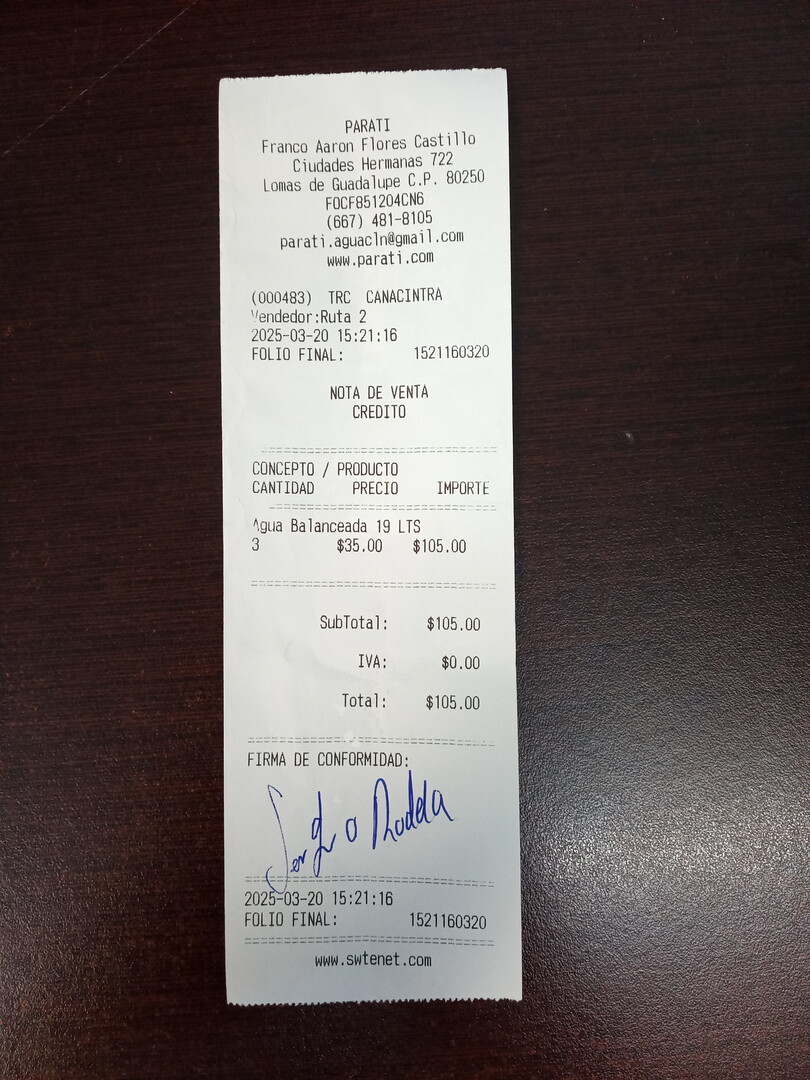 PARATI
Franco Aaron Flores Castillo
Ciudades Hermanas 722
Lomas de Guadalupe C.P. 80250
FOCF851204CN6
(667) 481-8105
parati.aguacln@gmail.com
www.parati.com
(000483) TRC CANACINTRA
Vendedor:Ruta 2
2025-03-20 15:21:16
FOLIO FINAL: 1521160320
NOTA DE VENTA
CREDITO
CONCEPTO / PRODUCTO
CANTIDAD PRECIO IMPORTE
Agua Balanceada 19 LTS
3 $35.00 $105.00
SubTotal: $105.00
IVA: $0.00
Total: $105.00
FIRMA DE CONFORMIDAD:
Sergio
2025-03-20 15:21:16
FOLIO FINAL: 1521160320
www.swtenet.com